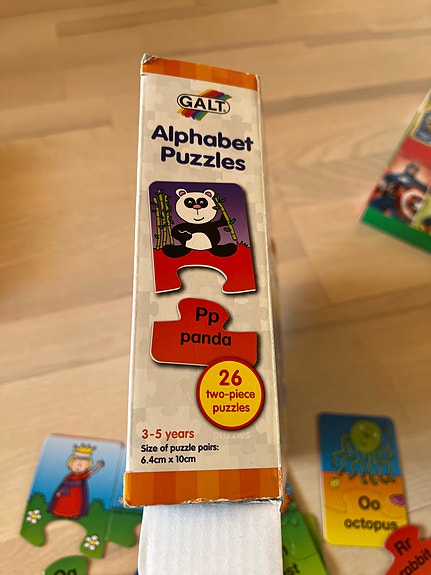 GALT
Alphabet
Puzzles
Pp
panda
26
two-piece
puzzles
3-5 years
Size of puzzle pairs:
6.4cm x 10cm
Oo
octopus
Rr
rabbit